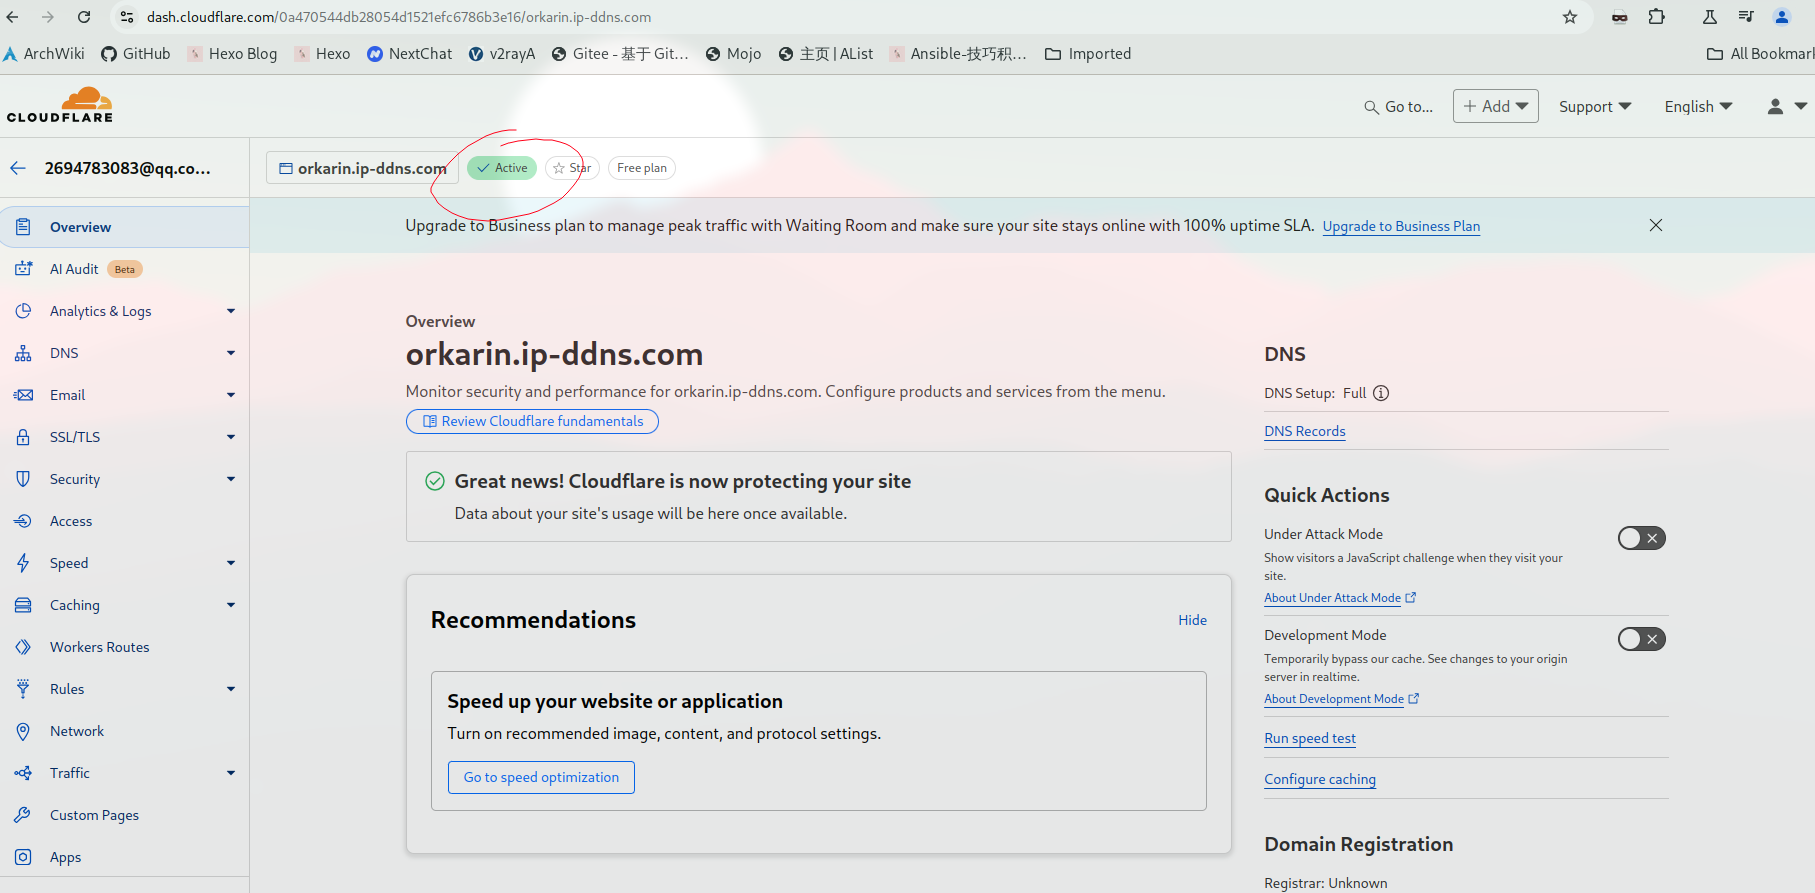 dash.cloudflare.com/0a470544db28054d1521efc6786b3e16/orkarin.ip-ddns.com
ArchWiki GitHub Hexo Blog Hexo NextChat v2rayA Gitee - 基于 Git… Mojo 主页 | AList Ansible-技巧积… Imported All Bookmar
CLOUDFLARE
Go to... + Add Support English
2694783083@qq.co...
orkarin.ip-ddns.com Active Star Free plan
Upgrade to Business plan to manage peak traffic with Waiting Room and make sure your site stays online with 100% uptime SLA. Upgrade to Business Plan
Overview
AI Audit Beta
Analytics & Logs
DNS
Email
SSL/TLS
Security
Access
Speed
Caching
Workers Routes
Rules
Network
Traffic
Custom Pages
Apps
Overview
orkarin.ip-ddns.com
Monitor security and performance for orkarin.ip-ddns.com. Configure products and services from the menu.
Review Cloudflare fundamentals
Great news! Cloudflare is now protecting your site
Data about your site's usage will be here once available.
Recommendations
Hide
Speed up your website or application
Turn on recommended image, content, and protocol settings.
Go to speed optimization
DNS
DNS Setup: Full
DNS Records
Quick Actions
Under Attack Mode
Show visitors a JavaScript challenge when they visit your
site.
About Under Attack Mode
Development Mode
Temporarily bypass our cache. See changes to your origin
server in realtime.
About Development Mode
Run speed test
Configure caching
Domain Registration
Registrar: Unknown